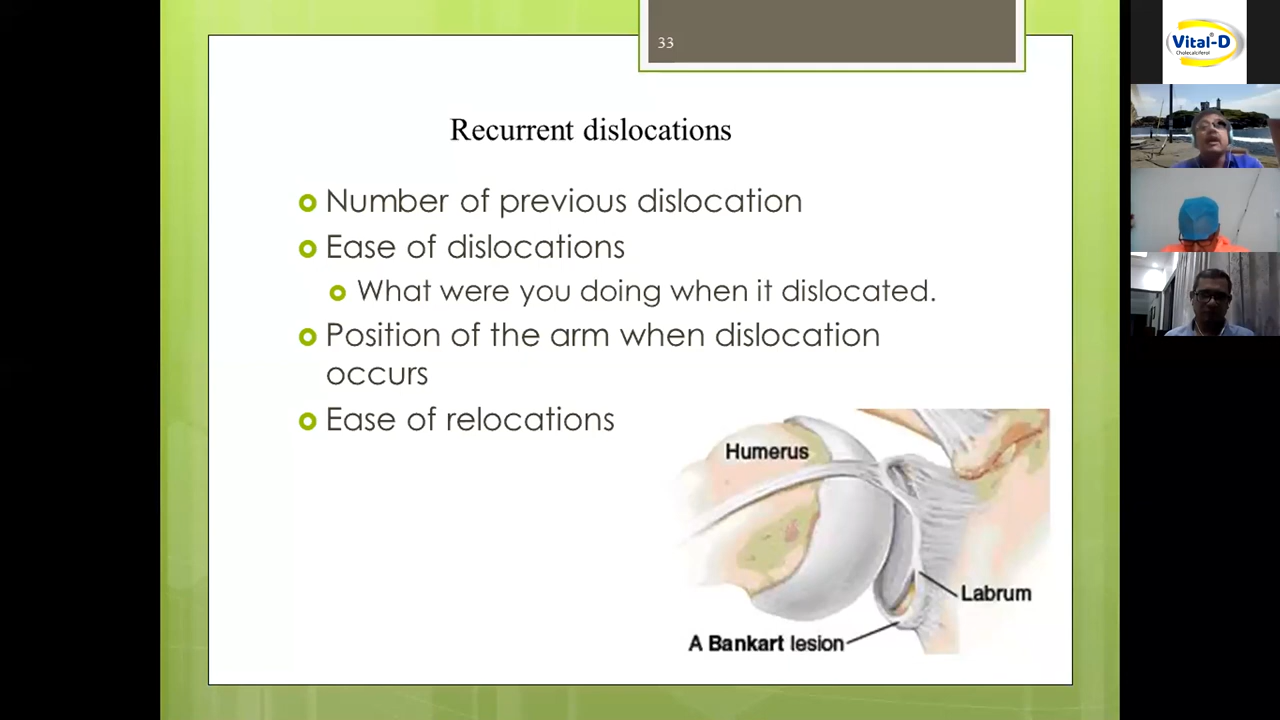 33
Recurrent dislocations
Number of previous dislocation
Ease of dislocations
What were you doing when it dislocated.
Position of the arm when dislocation
occurs
Ease of relocations
Humerus
Labrum
A Bankart lesion
Vital-D
Cholecalciferol